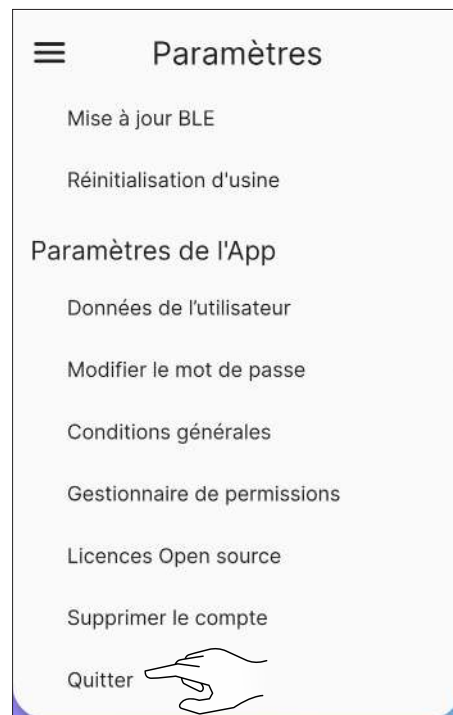 Paramètres
Mise à jour BLE
Réinitialisation d'usine
Paramètres de l'App
Données de l'utilisateur
Modifier le mot de passe
Conditions générales
Gestionnaire de permissions
Licences Open source
Supprimer le compte
Quitter